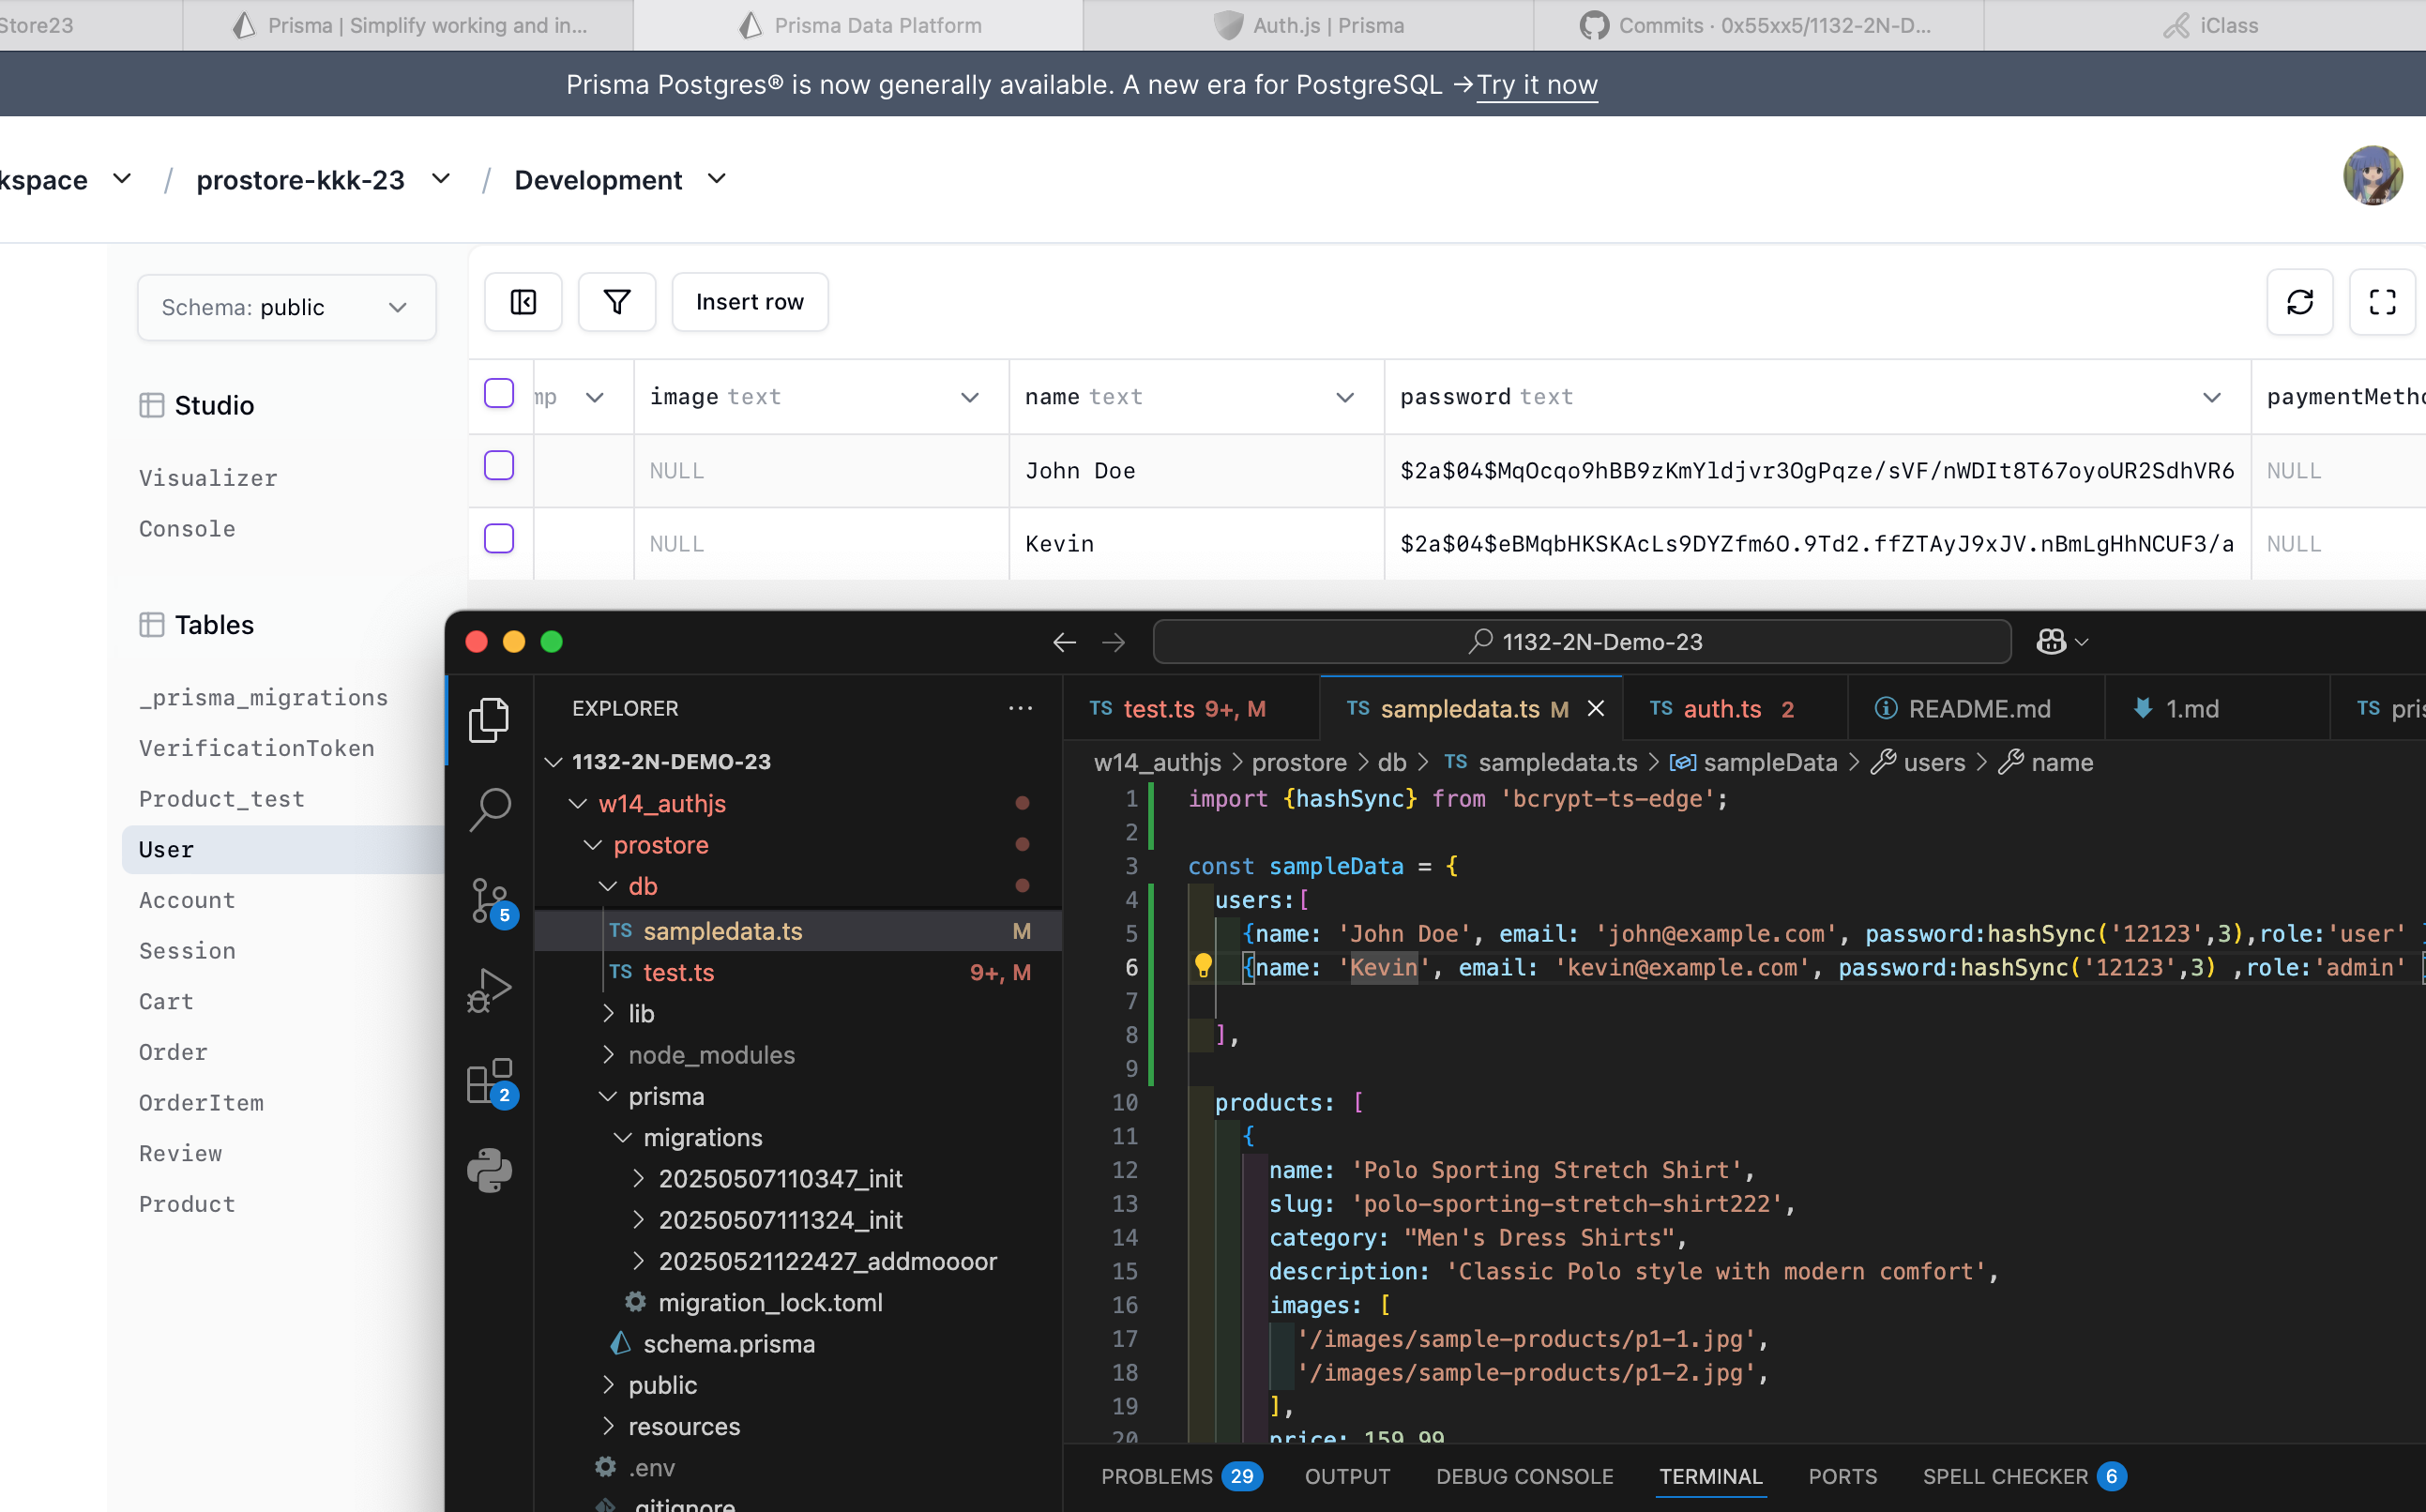 Store23
Prisma | Simplify working and in...
Prisma Data Platform
Auth.js | Prisma
Commits · 0x55xx5/1132-2N-D...
iClass
Prisma Postgres® is now generally available. A new era for PostgreSQL → Try it now
kspace / prostore-kkk-23 / Development
Schema: public
Insert row
Studio
Visualizer
Console
Tables
_prisma_migrations
VerificationToken
Product_test
User
Account
Session
Cart
Order
OrderItem
Review
Product
mp image text name text password text paymentMetho
NULL John Doe $2a$04$MqOcqo9hBB9zKmYldjvr3OgPqze/sVF/nWDIt8T67oyoUR2SdhVR6 NULL
NULL Kevin $2a$04$eBMqbHKSKAcLs9DYZfm6O.9Td2.ffZTAyJ9xJV.nBmLgHhNCUF3/a NULL
1132-2N-Demo-23
EXPLORER ...
1132-2N-DEMO-23
w14_authjs
prostore
db
TS sampledata.ts M
TS test.ts 9+, M
lib
node_modules
prisma
migrations
20250507110347_init
20250507111324_init
20250521122427_addmoooor
migration_lock.toml
schema.prisma
public
resources
.env
.gitignore
5
2
TS test.ts 9+, M
TS sampledata.ts M
TS auth.ts 2
README.md
1.md
TS pris
w14_authjs > prostore > db > TS sampledata.ts > sampleData > users > name
1 import {hashSync} from 'bcrypt-ts-edge';
2
3 const sampleData = {
4 users:[
5 {name: 'John Doe', email: 'john@example.com', password:hashSync('12123',3),role:'user'
6 {name: 'Kevin', email: 'kevin@example.com', password:hashSync('12123',3) ,role:'admin'
7
8 ],
9
10 products: [
11 {
12 name: 'Polo Sporting Stretch Shirt',
13 slug: 'polo-sporting-stretch-shirt222',
14 category: "Men's Dress Shirts",
15 description: 'Classic Polo style with modern comfort',
16 images: [
17 '/images/sample-products/p1-1.jpg',
18 '/images/sample-products/p1-2.jpg',
19 ],
20 price: 159.99
PROBLEMS 29 OUTPUT DEBUG CONSOLE TERMINAL PORTS SPELL CHECKER 6